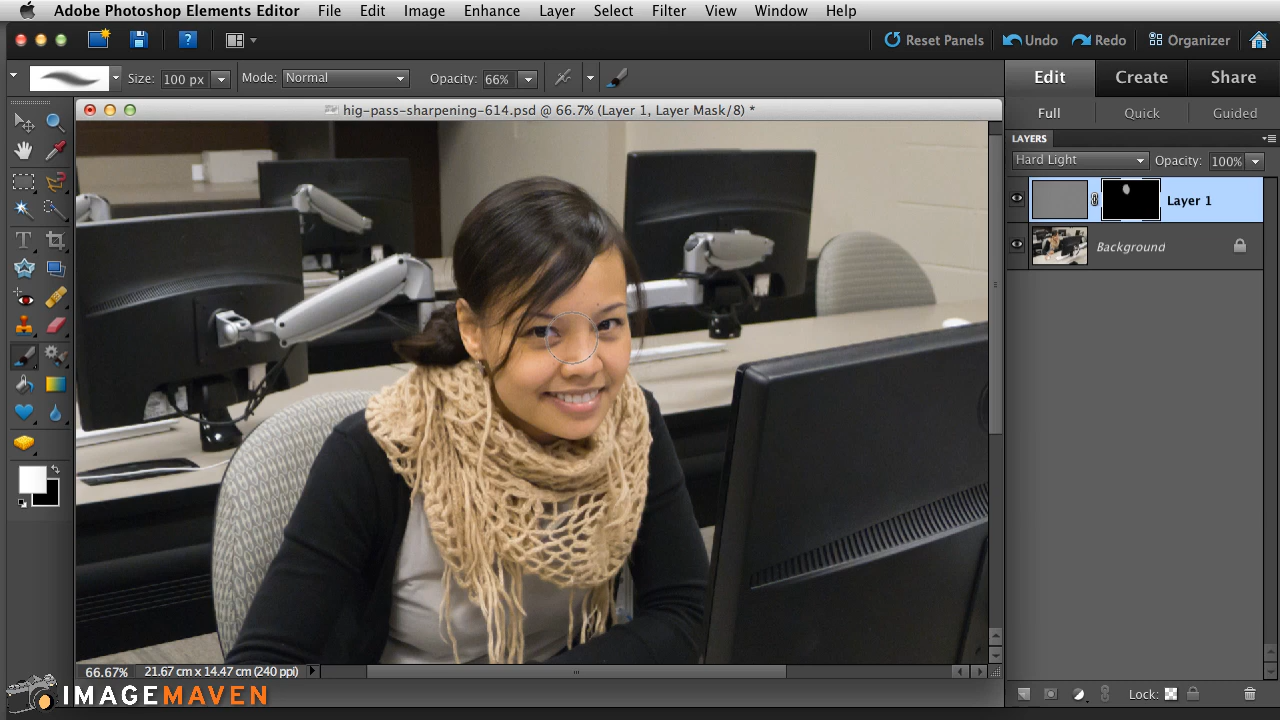 Adobe Photoshop Elements Editor File Edit Image Enhance Layer Select Filter View Window Help
Reset Panels Undo Redo Organizer
Size: 100 px Mode: Normal Opacity: 66%
Edit Create Share
hig-pass-sharpening-614.psd @ 66.7% (Layer 1, Layer Mask/8) *
Full Quick Guided
LAYERS
Hard Light Opacity: 100%
Layer 1
Background
66.67% 21.67 cm x 14.47 cm (240 ppi)
Lock:
IMAGEMAVEN